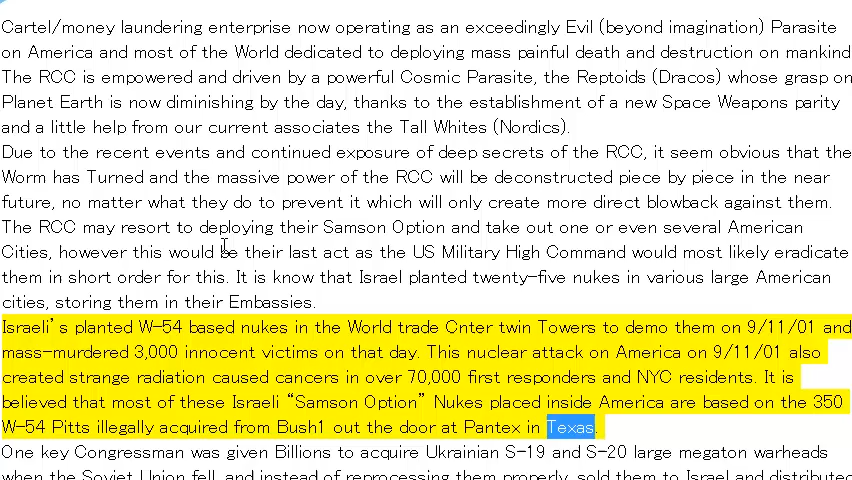 Cartel/money laundering enterprise now operating as an exceedingly Evil (beyond imagination) Parasite
on America and most of the World dedicated to deploying mass painful death and destruction on mankind
The RCC is empowered and driven by a powerful Cosmic Parasite, the Reptoids (Dracos) whose grasp on
Planet Earth is now diminishing by the day, thanks to the establishment of a new Space Weapons parity
and a little help from our current associates the Tall Whites (Nordics).
Due to the recent events and continued exposure of deep secrets of the RCC, it seem obvious that the
Worm has Turned and the massive power of the RCC will be deconstructed piece by piece in the near
future, no matter what they do to prevent it which will only create more direct blowback against them.
The RCC may resort to deploying their Samson Option and take out one or even several American
Cities, however this would be their last act as the US Military High Command would most likely eradicate
them in short order for this. It is know that Israel planted twenty-five nukes in various large American
cities, storing them in their Embassies.
Israeli's planted W-54 based nukes in the World trade Cnter twin Towers to demo them on 9/11/01 and
mass-murdered 3,000 innocent victims on that day. This nuclear attack on America on 9/11/01 also
created strange radiation caused cancers in over 70,000 first responders and NYC residents. It is
believed that most of these Israeli “Samson Option” Nukes placed inside America are based on the 350
W-54 Pitts illegally acquired from Bush1 out the door at Pantex in Texas.
One key Congressman was given Billions to acquire Ukrainian S-19 and S-20 large megaton warheads
when the Soviet Union fell, and instead of reprocessing them properly, sold them to Israel and distributed